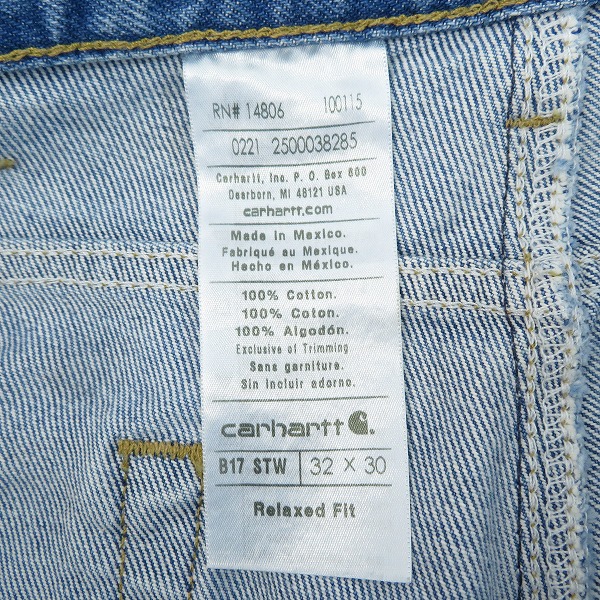 RN# 14806 100115
0221 2500038285
Carhartt, Inc. P. O. Box 600
Dearborn, MI 48121 USA
carhartt.com
Made in Mexico.
Fabriqué au Mexique.
Hecho en México.
100% Cotton.
100% Coton.
100% Algodón.
Exclusive of Trimming
Sans garniture.
Sin incluir adorno.
carhartt
B17 STW 32 X 30
Relaxed Fit